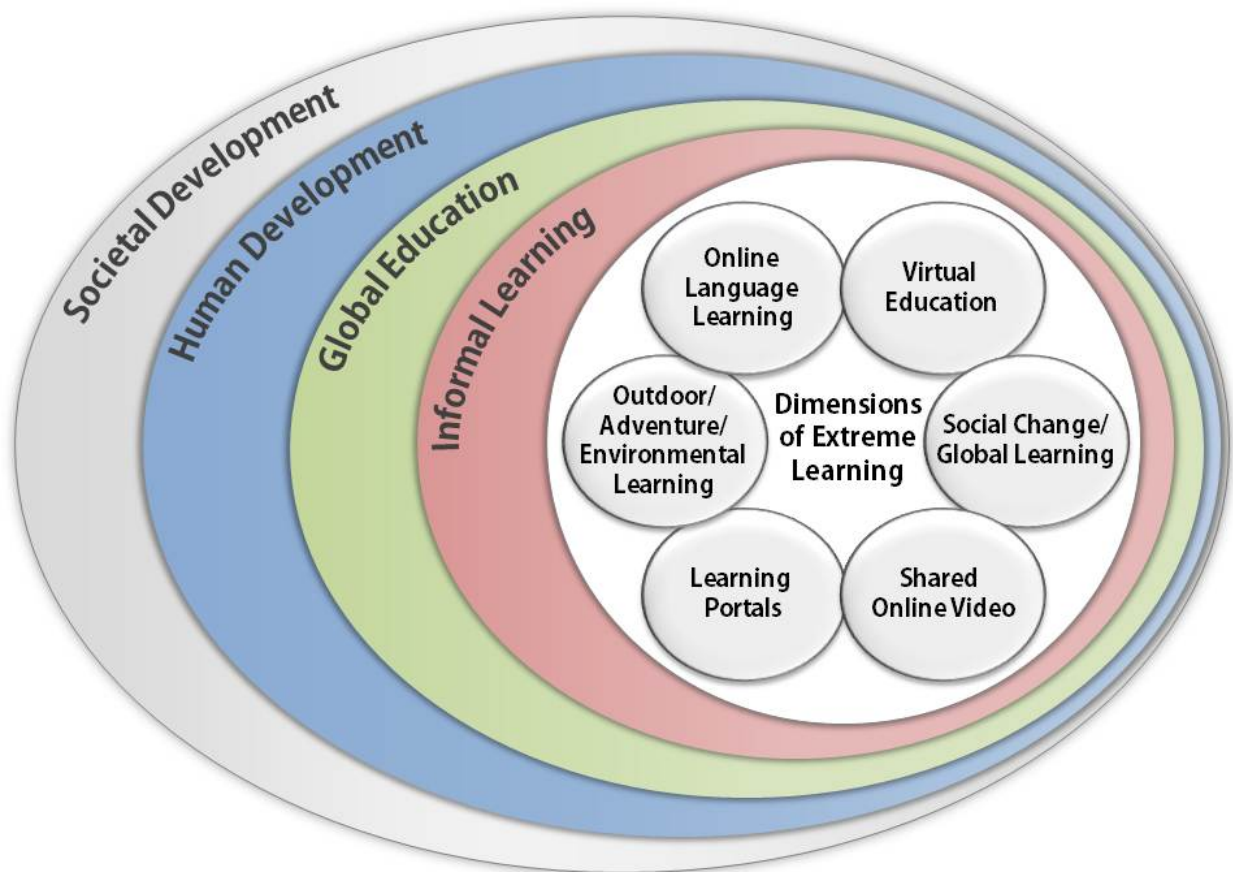 Societal Development
Human Development
Global Education
Informal Learning
Online
Language
Learning
Virtual
Education
Outdoor/
Adventure/
Environmental
Learning
Dimensions
of Extreme
Learning
Social Change/
Global Learning
Learning
Portals
Shared
Online Video